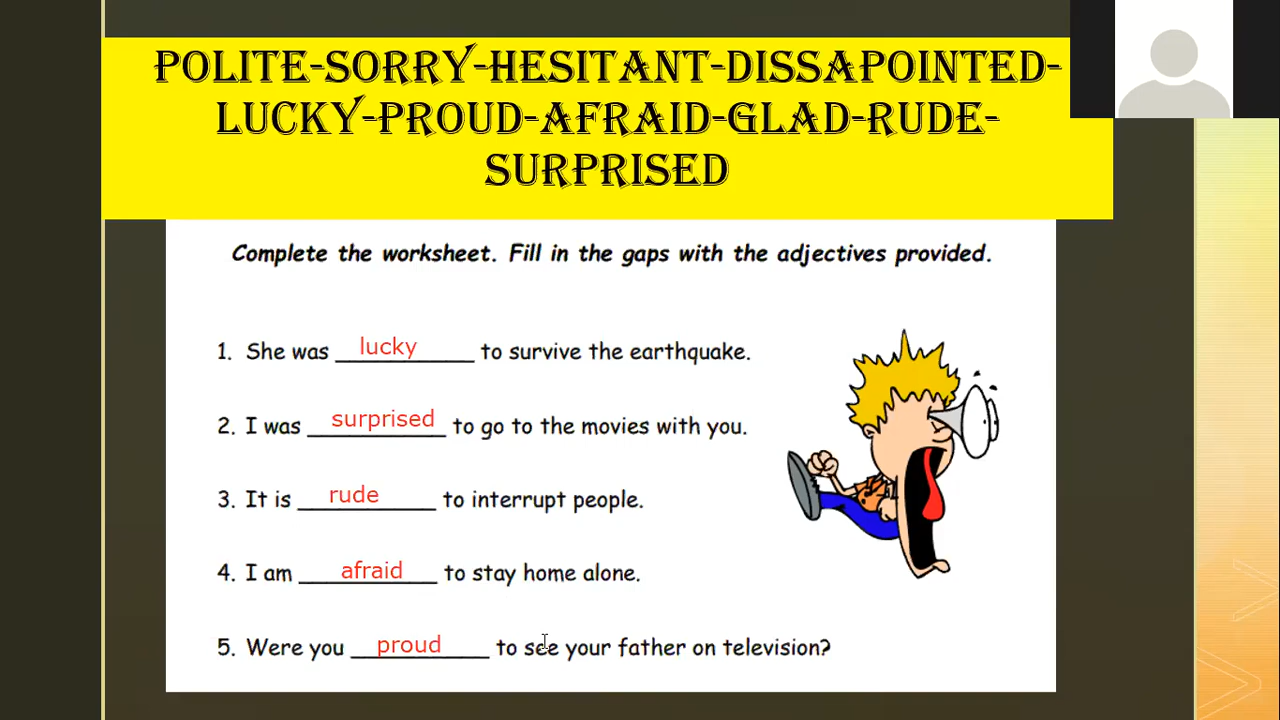 POLITE-SORRY-HESITANT-DISSAPOINTED-
LUCKY-PROUD-AFRAID-GLAD-RUDE-
SURPRISED
Complete the worksheet. Fill in the gaps with the adjectives provided.
1. She was lucky to survive the earthquake.
2. I was surprised to go to the movies with you.
3. It is rude to interrupt people.
4. I am afraid to stay home alone.
5. Were you proud to see your father on television?